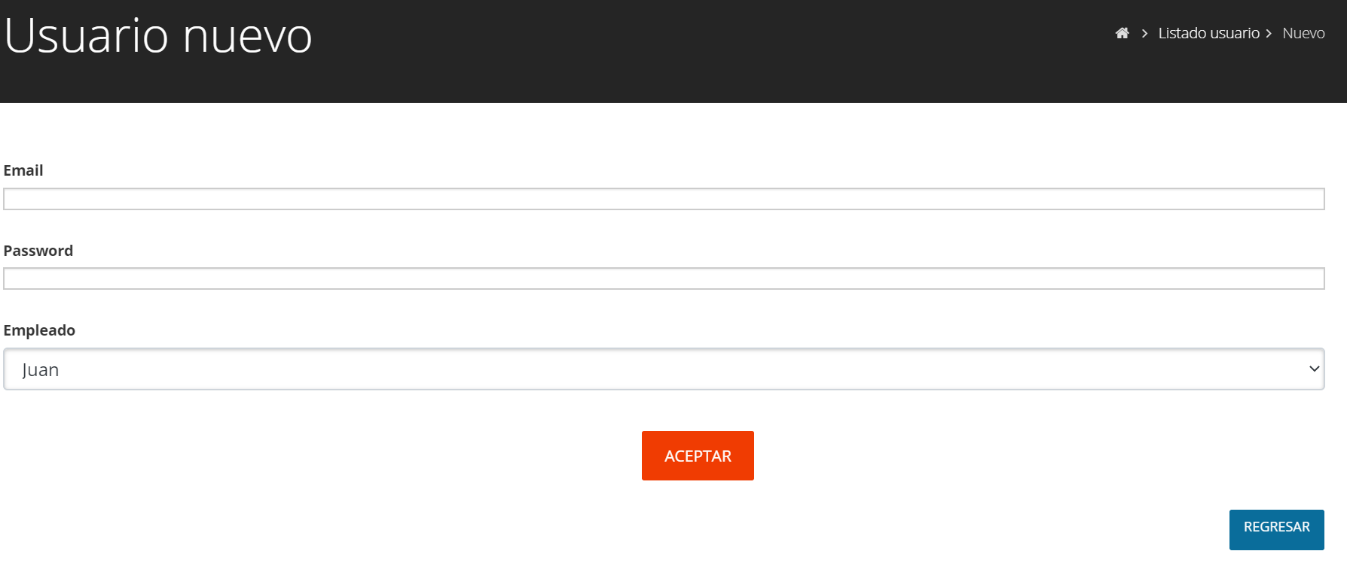 Usuario nuevo
> Listado usuario > Nuevo
Email
Password
Empleado
Juan
ACEPTAR
REGRESAR